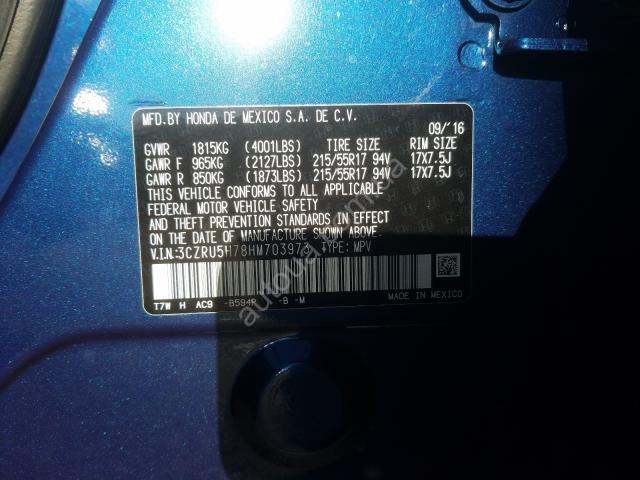 MFD.BY HONDA DE MEXICO S.A. DE C.V.
09/'16
GVWR 1815KG (4001LBS) TIRE SIZE RIM SIZE
GAWR F 965KG (2127LBS) 215/55R17 94V 17X7.5J
GAWR R 850KG (1873LBS) 215/55R17 94V 17X7.5J
THIS VEHICLE CONFORMS TO ALL APPLICABLE
FEDERAL MOTOR VEHICLE SAFETY
AND THEFT PREVENTION STANDARDS IN EFFECT
ON THE DATE OF MANUFACTURE SHOWN ABOVE.
V.I.N.: TYPE: MPV
T7W H AC9 -B -M
MADE IN MEXICO